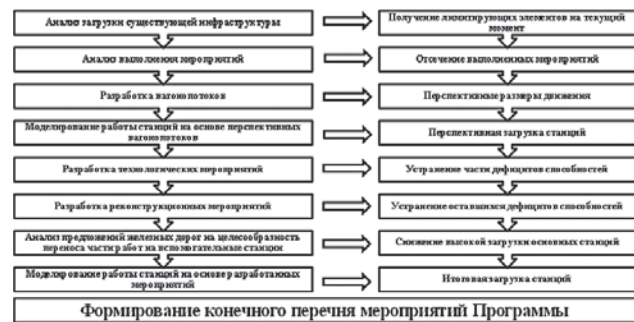 Анализ загрузки существующей инфраструктуры
Получение лимитирующих элементов на текущий
момент
Анализ выполнения мероприятий
Отсечение выполненных мероприятий
Разработка вагонопотоков
Перспективные размеры движения
Моделирование работы станций на основе перспективных
вагонопотоков
Перспективная загрузка станций
Разработка технологических мероприятий
Устранение части дефицитов способностей
Разработка реконструкционных мероприятий
Устранение оставшихся дефицитов способностей
Анализ предложений железных дорог на целесообразность
переноса части работ на вспомогательные станции
Снижение высокой загрузки основных станций
Моделирование работы станций на основе разработанных
мероприятий
Итоговая загрузка станций
Формирование конечного перечня мероприятий Программы